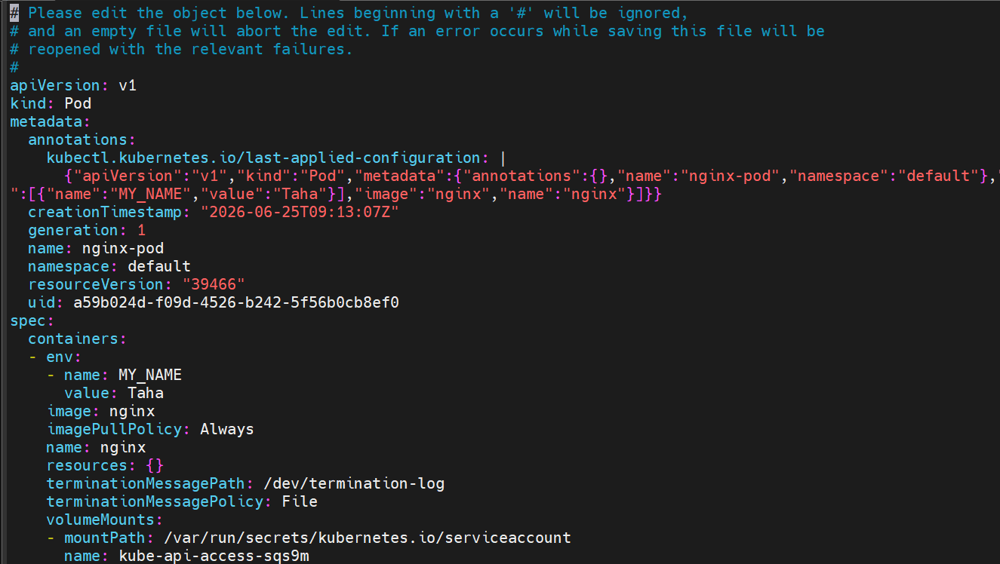 # Please edit the object below. Lines beginning with a '#' will be ignored,
# and an empty file will abort the edit. If an error occurs while saving this file will be
# reopened with the relevant failures.
#
apiVersion: v1
kind: Pod
metadata:
  annotations:
    kubectl.kubernetes.io/last-applied-configuration: |
      {"apiVersion":"v1","kind":"Pod","metadata":{"annotations":{},"name":"nginx-pod","namespace":"default"},"
":[{"name":"MY_NAME","value":"Taha"}],"image":"nginx","name":"nginx"}]}}
  creationTimestamp: "2026-06-25T09:13:07Z"
  generation: 1
  name: nginx-pod
  namespace: default
  resourceVersion: "39466"
  uid: a59b024d-f09d-4526-b242-5f56b0cb8ef0
spec:
  containers:
  - env:
    - name: MY_NAME
      value: Taha
    image: nginx
    imagePullPolicy: Always
    name: nginx
    resources: {}
    terminationMessagePath: /dev/termination-log
    terminationMessagePolicy: File
    volumeMounts:
    - mountPath: /var/run/secrets/kubernetes.io/serviceaccount
      name: kube-api-access-sqs9m